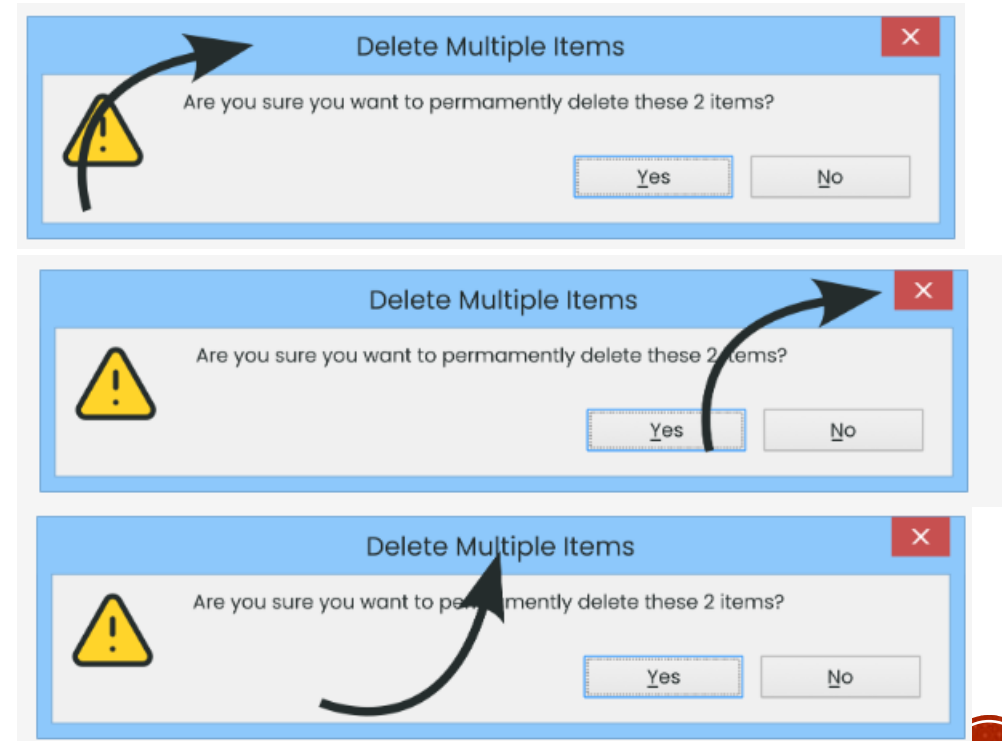 Delete Multiple Items
Are you sure you want to permamently delete these 2 items?
Yes No
Delete Multiple Items
Are you sure you want to permamently delete these 2 items?
Yes No
Delete Multiple Items
Are you sure you want to permamently delete these 2 items?
Yes No